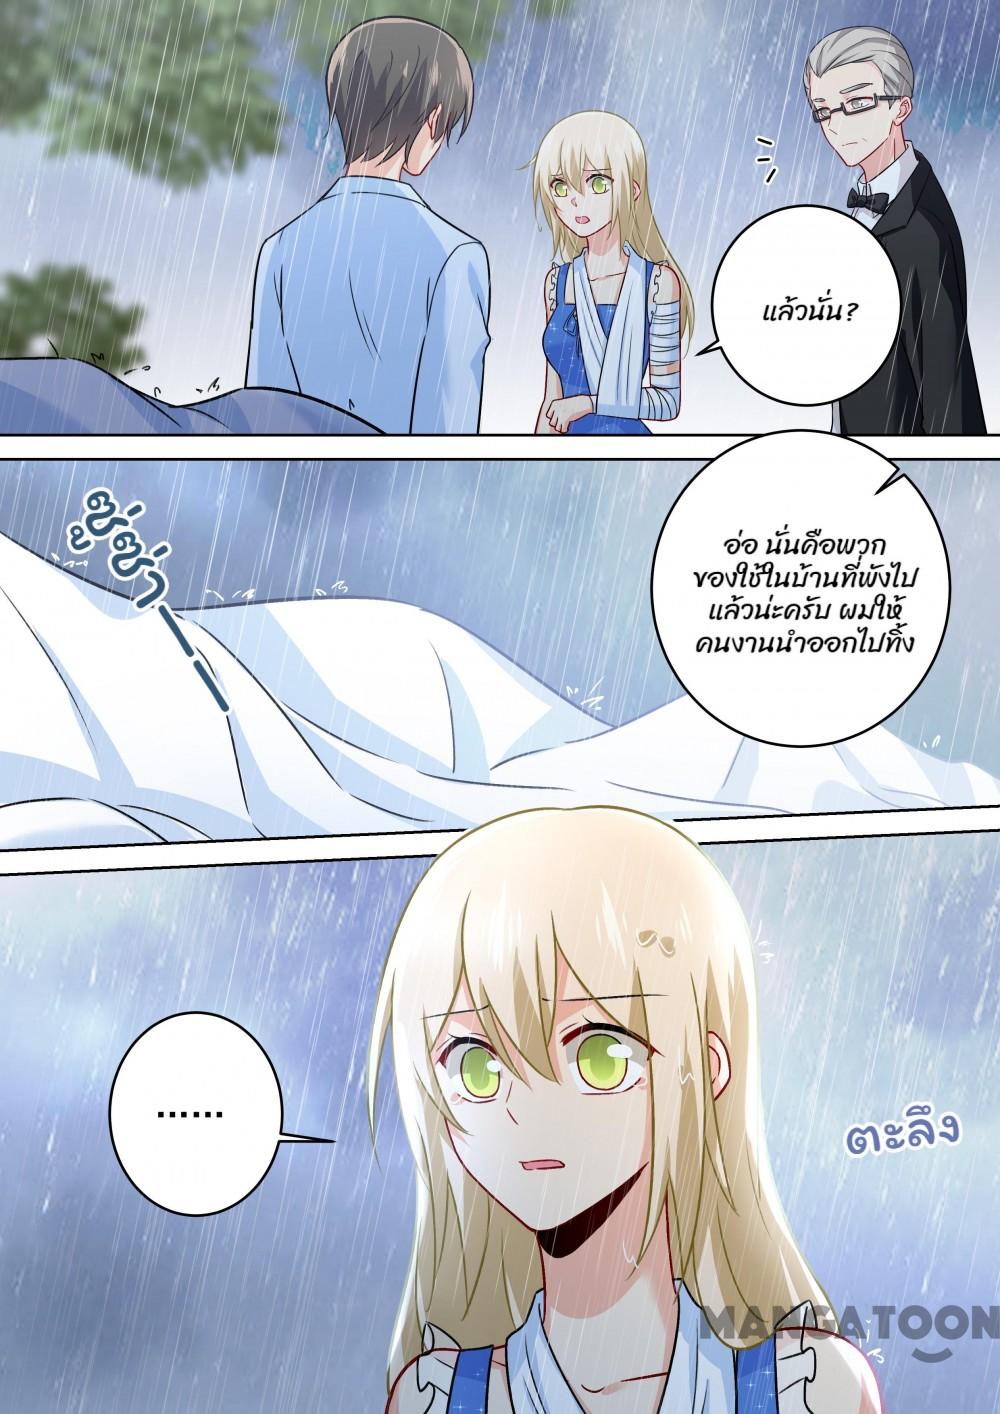 แล้วนั่น?
อ่อ นั่นคือพวก
ของใช้ในบ้านที่พังไป
แล้วน่ะครับ ผมให้
คนงานนำออกไปทิ้ง
ซู่ซ่า
......
ตะลึง
MANGATOON